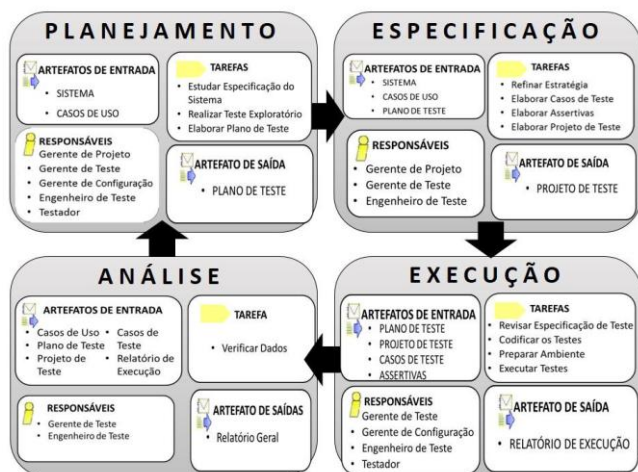 PLANEJAMENTO
ARTEFATOS DE ENTRADA
• SISTEMA
• CASOS DE USO
TAREFAS
• Estudar Especificação do
Sistema
• Realizar Teste Exploratório
• Elaborar Plano de Teste
RESPONSÁVEIS
Gerente de Projeto
• Gerente de Teste
• Gerente de Configuração
• Engenheiro de Teste
• Testador
ARTEFATO DE SAÍDA
• PLANO DE TESTE
ESPECIFICAÇÃO
ARTEFATOS DE ENTRADA
• SISTEMA
• CASOS DE USO
• PLANO DE TESTE
TAREFAS
• Refinar Estratégia
• Elaborar Casos de Teste
• Elaborar Assertivas
• Elaborar Projeto de Teste
RESPONSÁVEIS
• Gerente de Projeto
• Gerente de Teste
• Engenheiro de Teste
ARTEFATO DE SAÍDA
• PROJETO DE TESTE
ANÁLISE
ARTEFATOS DE ENTRADA
• Casos de Uso
• Plano de Teste
• Projeto de
Teste
• Casos de
Teste
• Relatório de
Execução
TAREFA
• Verificar Dados
RESPONSÁVEIS
• Gerente de Teste
• Engenheiro de Teste
ARTEFATO DE SAÍDAS
• Relatório Geral
EXECUÇÃO
ARTEFATOS DE ENTRADA
• PLANO DE TESTE
• PROJETO DE TESTE
• CASOS DE TESTE
• ASSERTIVAS
TAREFAS
• Revisar Especificação de Teste
• Codificar os Testes
• Preparar Ambiente
• Executar Testes
RESPONSÁVEIS
Gerente de Teste
• Gerente de Configuração
• Engenheiro de Teste
• Testador
ARTEFATO DE SAÍDA
• RELATÓRIO DE EXECUÇÃO